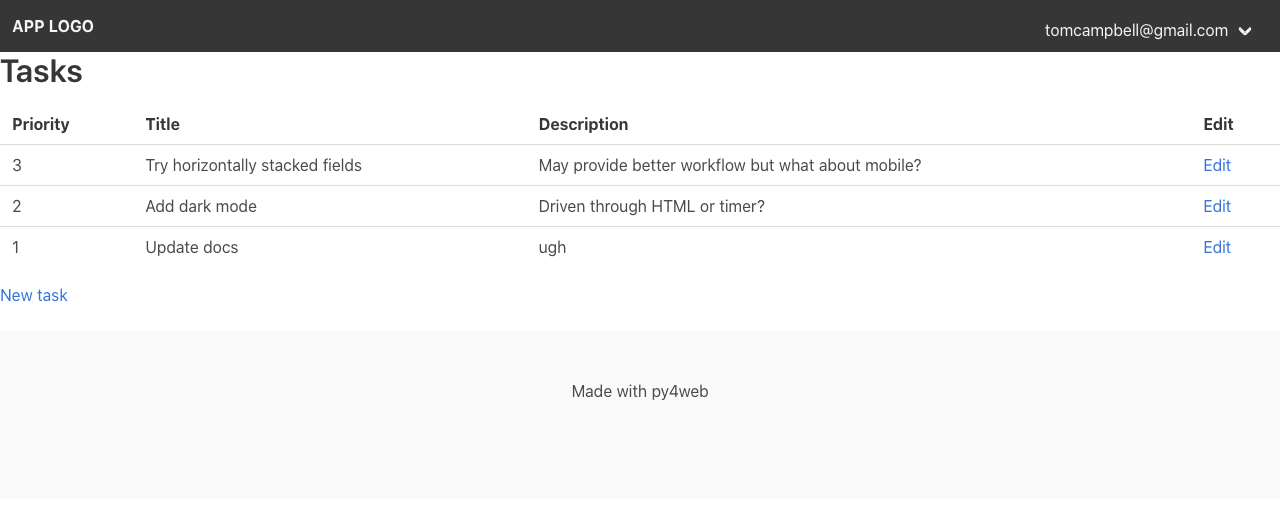 APP LOGO
tomcampbell@gmail.com
Tasks
Priority Title Description Edit
3 Try horizontally stacked fields May provide better workflow but what about mobile? Edit
2 Add dark mode Driven through HTML or timer? Edit
1 Update docs ugh Edit
New task
Made with py4web